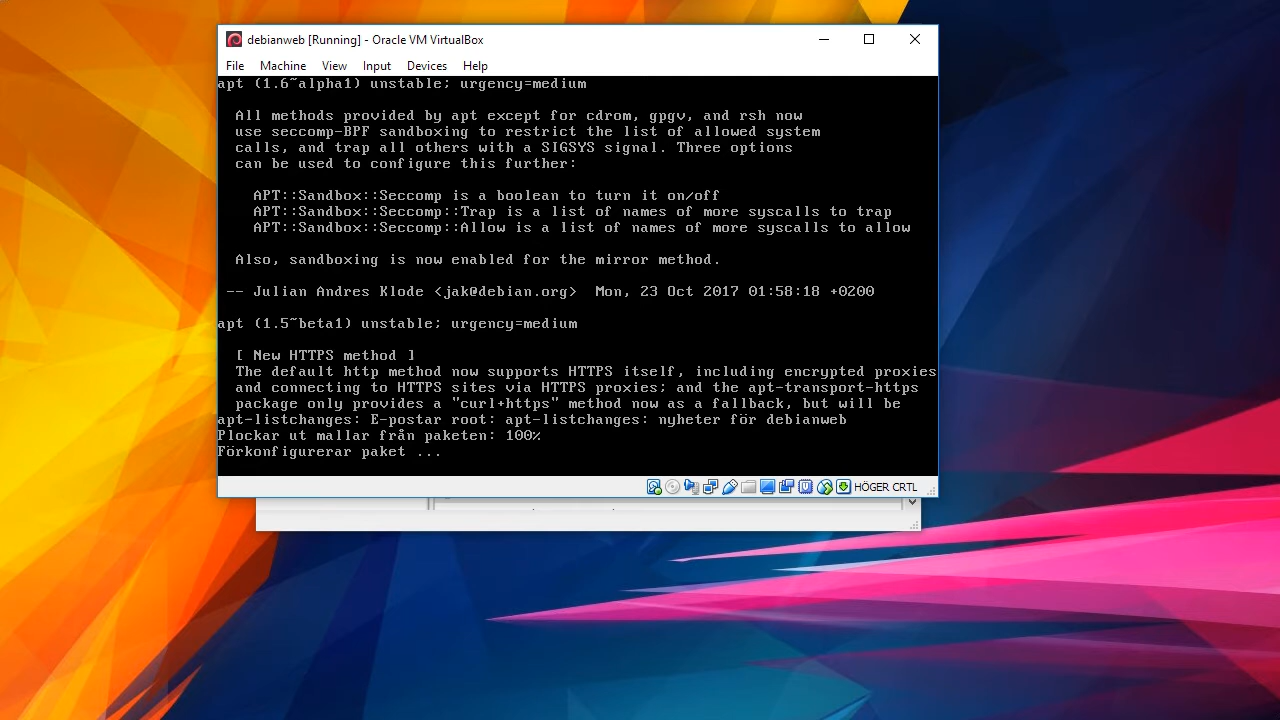 debianweb [Running] - Oracle VM VirtualBox
File Machine View Input Devices Help
apt (1.6~alpha1) unstable; urgency=medium
All methods provided by apt except for cdrom, gpgv, and rsh now
use seccomp-BPF sandboxing to restrict the list of allowed system
calls, and trap all others with a SIGSYS signal. Three options
can be used to configure this further:
APT::Sandbox::Seccomp is a boolean to turn it on/off
APT::Sandbox::Seccomp::Trap is a list of names of more syscalls to trap
APT::Sandbox::Seccomp::Allow is a list of names of more syscalls to allow
Also, sandboxing is now enabled for the mirror method.
-- Julian Andres Klode <jak@debian.org>  Mon, 23 Oct 2017 01:58:18 +0200
apt (1.5~beta1) unstable; urgency=medium
[ New HTTPS method ]
The default http method now supports HTTPS itself, including encrypted proxies
and connecting to HTTPS sites via HTTPS proxies; and the apt-transport-https
package only provides a "curl+https" method now as a fallback, but will be
apt-listchanges: E-postar root: apt-listchanges: nyheter för debianweb
Plockar ut mallar från paketen: 100%
Förkonfigurerar paket ...
HÖGER CRTL